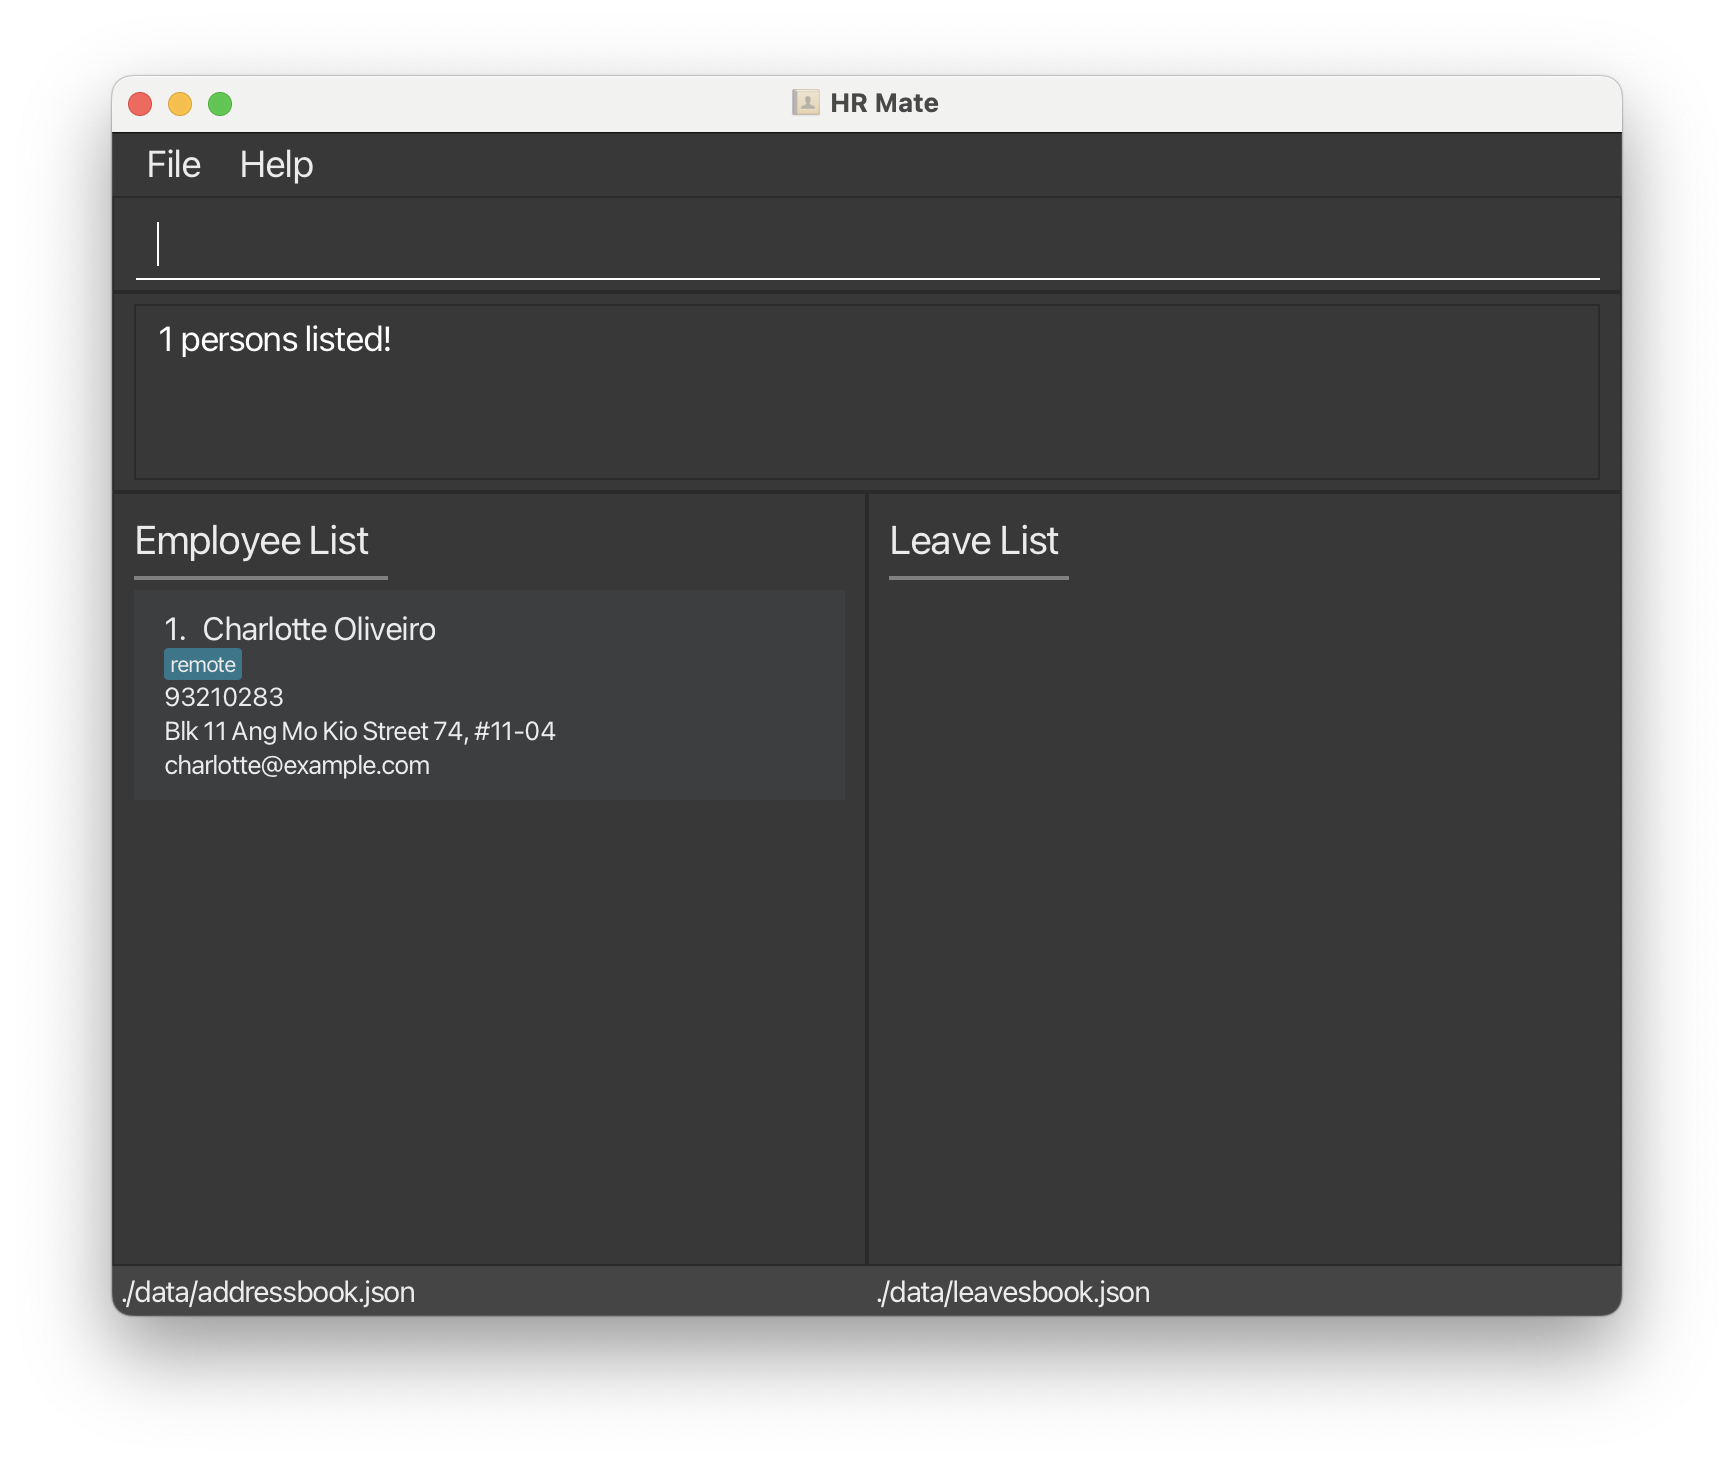 HR Mate
File Help
1 persons listed!
Employee List
1. Charlotte Oliveiro
remote
93210283
Blk 11 Ang Mo Kio Street 74, #11-04
charlotte@example.com
Leave List
./data/addressbook.json
./data/leavesbook.json